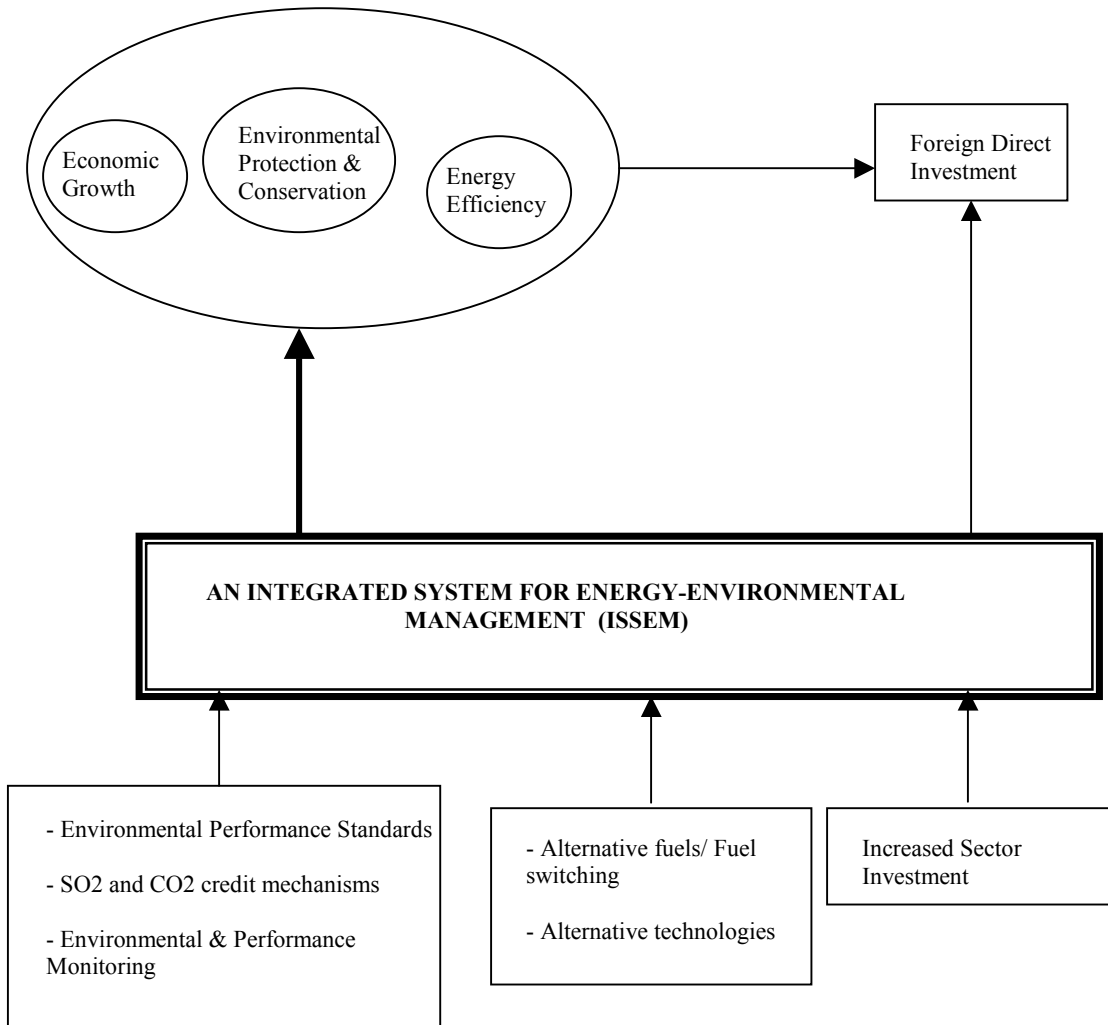 Economic
Growth
Environmental
Protection &
Conservation
Energy
Efficiency
Foreign Direct
Investment
AN INTEGRATED SYSTEM FOR ENERGY-ENVIRONMENTAL
MANAGEMENT (ISSEM)
- Environmental Performance Standards
- SO2 and CO2 credit mechanisms
- Environmental & Performance
Monitoring
- Alternative fuels/ Fuel
switching
- Alternative technologies
Increased Sector
Investment